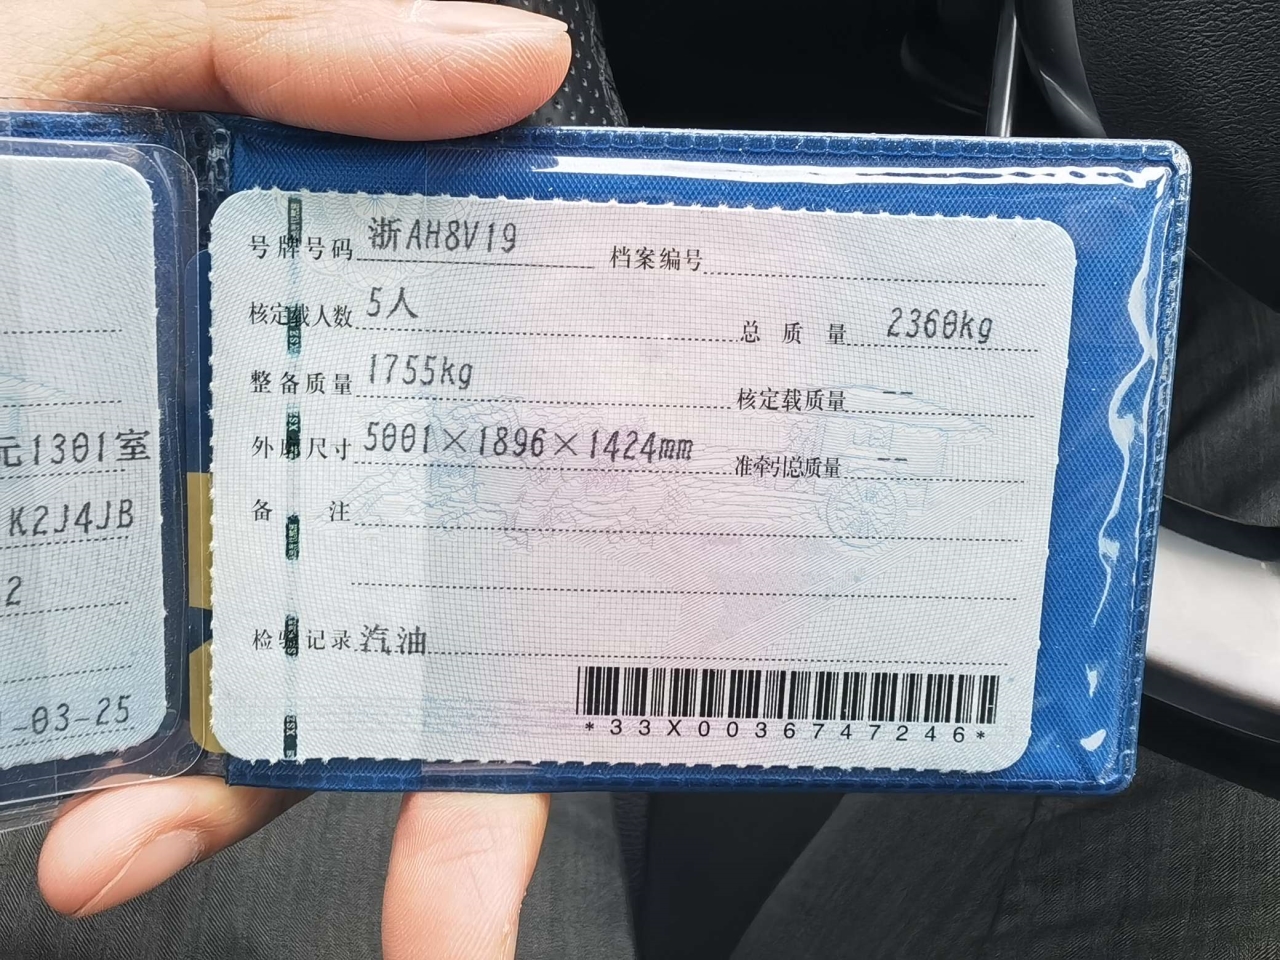 元1301室
K2J4JB
2
-03-25
号牌号码 浙AH8V19 档案编号
核定载人数 5人 总质量 2360kg
整备质量 1755kg 核定载质量 --
外廓尺寸 5001×1896×1424mm 准牵引总质量 --
备注
检验记录 汽油
*33X0036747246*